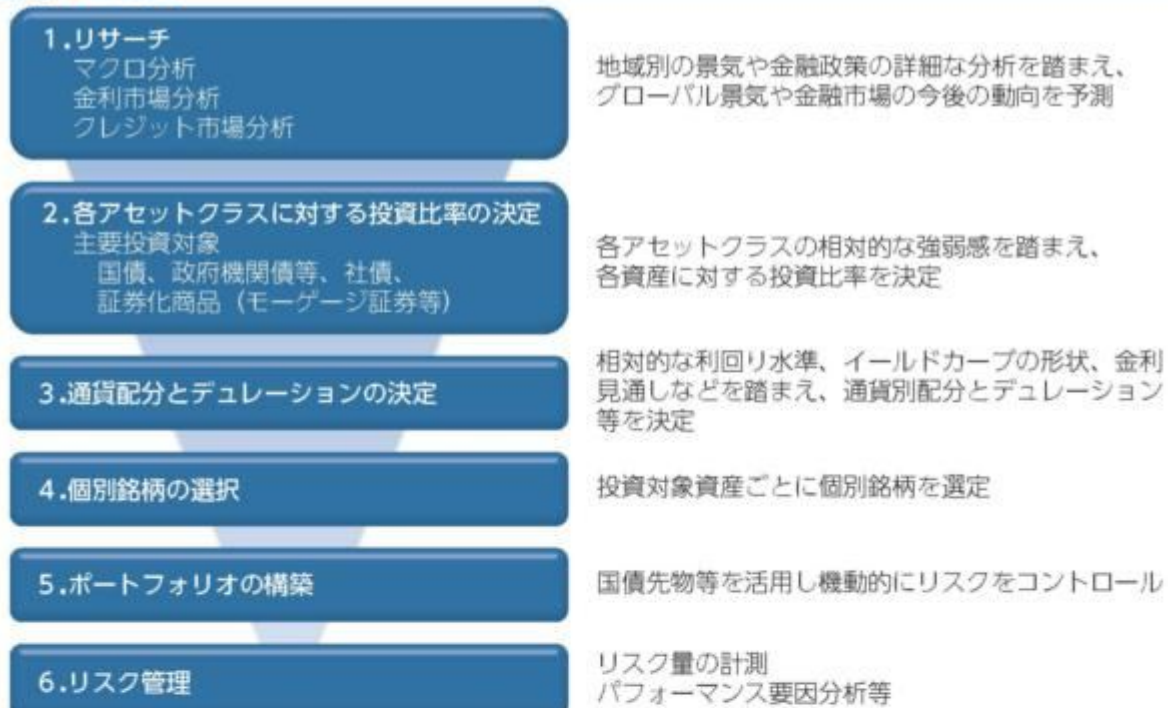 1.リサーチ
マクロ分析
金利市場分析
クレジット市場分析
地域別の景気や金融政策の詳細な分析を踏まえ、
グローバル景気や金融市場の今後の動向を予測
2.各アセットクラスに対する投資比率の決定
主要投資対象
国債、政府機関債等、社債、
証券化商品（モーゲージ証券等）
各アセットクラスの相対的な強弱感を踏まえ、
各資産に対する投資比率を決定
3.通貨配分とデュレーションの決定
相対的な利回り水準、イールドカーブの形状、金利
見通しなどを踏まえ、通貨別配分とデュレーション
等を決定
4.個別銘柄の選択
投資対象資産ごとに個別銘柄を選定
5.ポートフォリオの構築
国債先物等を活用し機動的にリスクをコントロール
6.リスク管理
リスク量の計測
パフォーマンス要因分析等